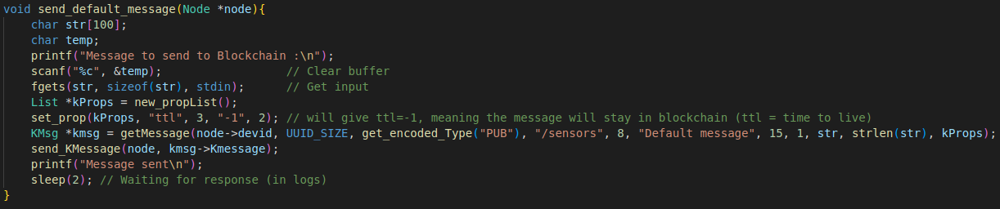 void send_default_message(Node *node){
    char str[100];
    char temp;
    printf("Message to send to Blockchain :\n");
    scanf("%c", &temp);                  // Clear buffer
    fgets(str, sizeof(str), stdin);      // Get input
    List *kProps = new_propList();
    set_prop(kProps, "ttl", 3, "-1", 2); // will give ttl=-1, meaning the message will stay in blockchain (ttl = time to live)
    KMsg *kmsg = getMessage(node->devid, UUID_SIZE, get_encoded_Type("PUB"), "/sensors", 8, "Default message", 15, 1, str, strlen(str), kProps);
    send_KMessage(node, kmsg->Kmessage);
    printf("Message sent\n");
    sleep(2); // Waiting for response (in logs)
}